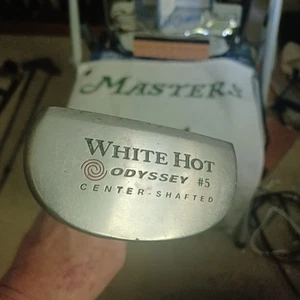 MASTERS
WHITE HOT
ODYSSEY #5
CENTER-SHAFTED